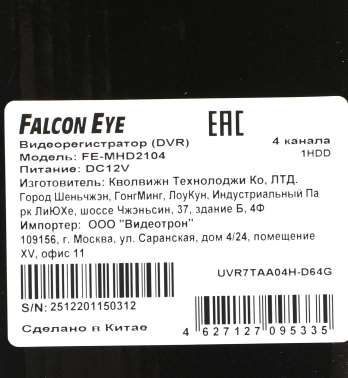 FALCON EYE
EAC
Видеорегистратор (DVR)
4 канала
Модель: FE-MHD2104
1HDD
Питание: DC12V
Изготовитель: Кволвижн Технолоджи Ко, ЛТД.
Город Шеньчжэн, ГонгМинг, ЛоуКун, Индустриальный Па
рк ЛиЮХе, шоссе Чжэньсин, 37, здание Б, 4Ф
Импортер: ООО "Видеотрон"
109156, г. Москва, ул. Саранская, дом 4/24, помещение
XV, офис 11
UVR7TAA04H-D64G
S/N: 2512201150312
Сделано в Китае
4 627127 095335